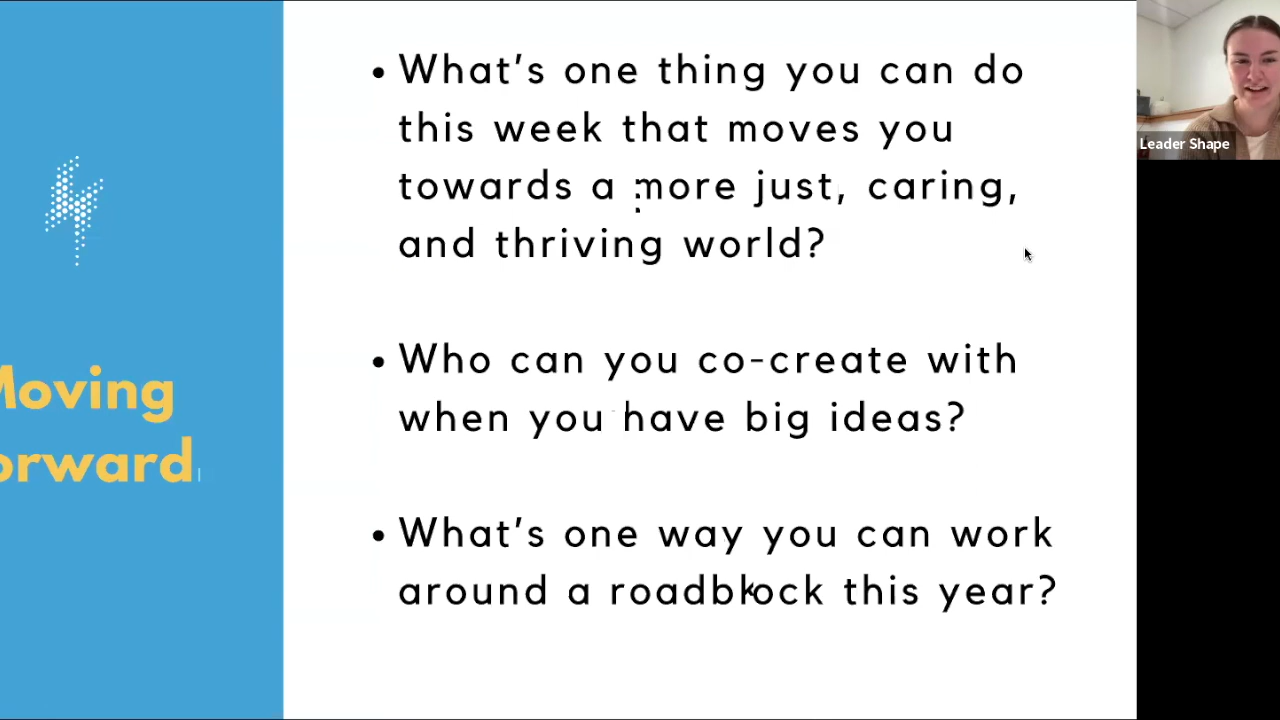 Moving
orward
• What's one thing you can do
this week that moves you
towards a more just, caring,
and thriving world?
• Who can you co-create with
when you have big ideas?
• What's one way you can work
around a roadblock this year?
Leader Shape